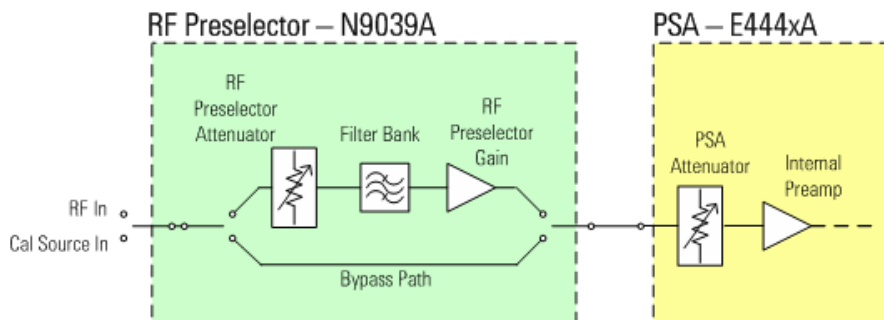 RF Preselector – N9039A
PSA – E444xA
RF
Preselector
Attenuator
Filter Bank
RF
Preselector
Gain
PSA
Attenuator
Internal
Preamp
RF In
Cal Source In
Bypass Path